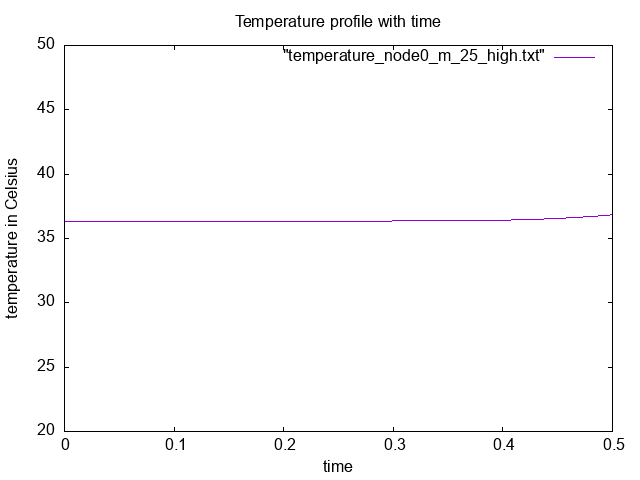 Temperature profile with time
"temperature_node0_m_25_high.txt"
50
45
40
35
30
25
20
temperature in Celsius
0 0.1 0.2 0.3 0.4 0.5
time